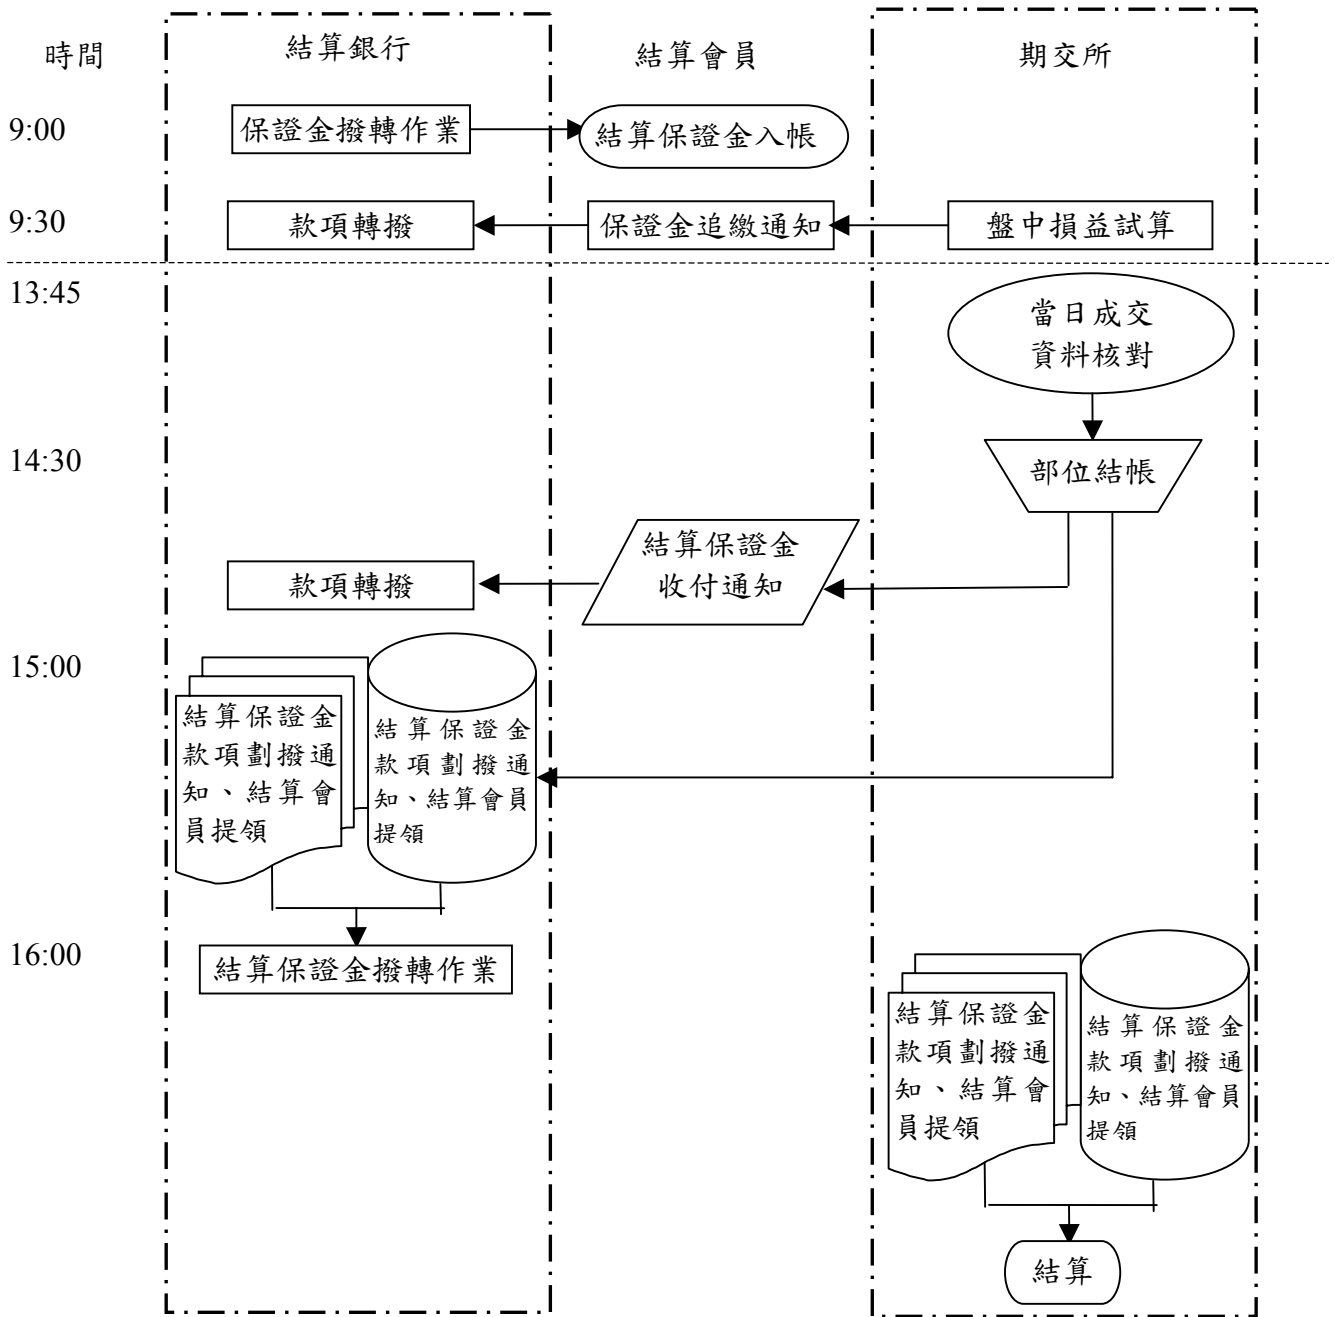 時間
結算銀行
結算會員
期交所
9:00
保證金撥轉作業
結算保證金入帳
9:30
款項轉撥
保證金追繳通知
盤中損益試算
13:45
當日成交
資料核對
14:30
部位結帳
結算保證金
收付通知
款項轉撥
15:00
結算保證金
款項劃撥通
知、結算會
員提領
結算保證金
款項劃撥通
知、結算會員
提領
16:00
結算保證金撥轉作業
結算保證金
款項劃撥通
知、結算會
員提領
結算保證金
款項劃撥通
知、結算會員
提領
結算